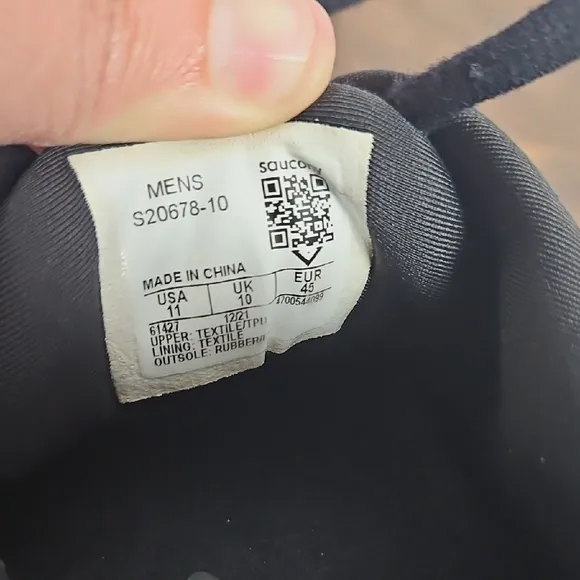 MENS
S20678-10
saucony
MADE IN CHINA
USA UK EUR
11 10 45
61427 12/21
UPPER: TEXTILE/TPU
LINING: TEXTILE
OUTSOLE: RUBBER